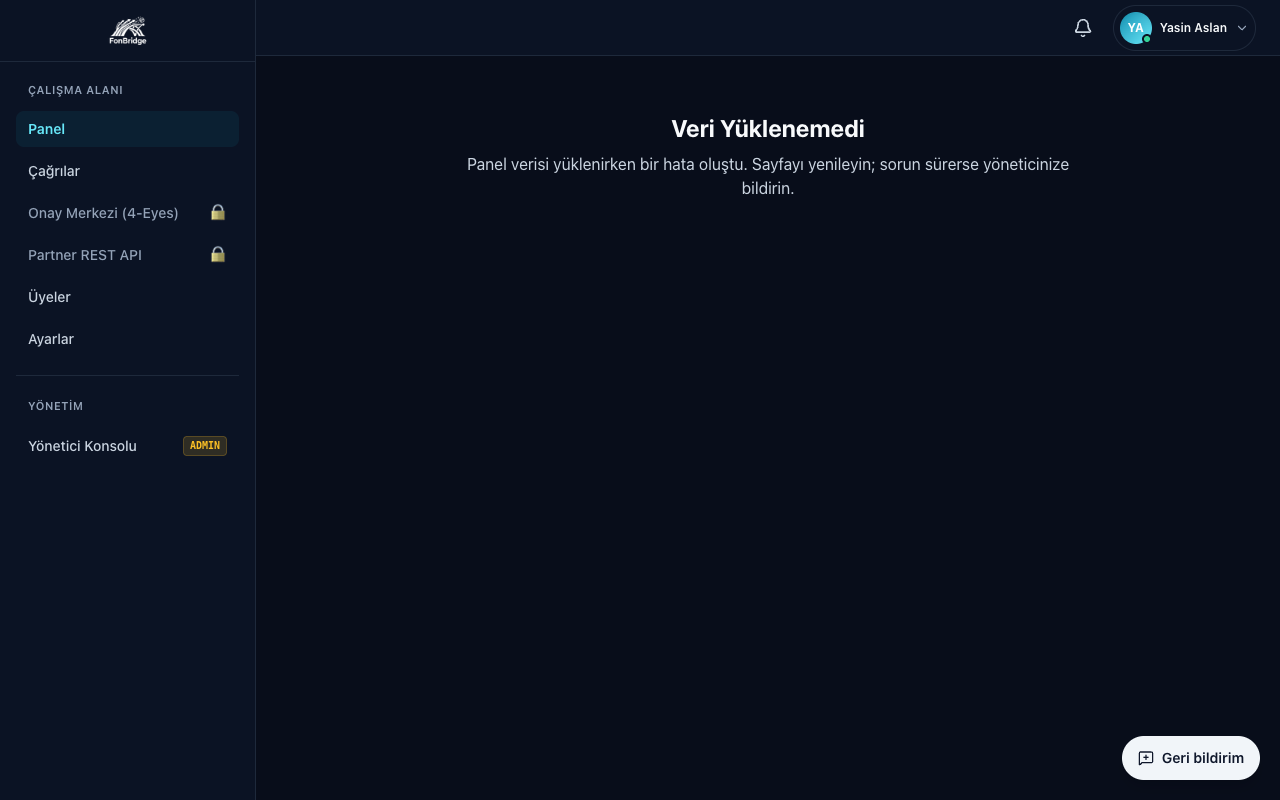 FonBridge
YA
Yasin Aslan
ÇALIŞMA ALANI
Panel
Çağrılar
Onay Merkezi (4-Eyes)
Partner REST API
Üyeler
Ayarlar
YÖNETİM
Yönetici Konsolu
ADMIN
Veri Yüklenemedi
Panel verisi yüklenirken bir hata oluştu. Sayfayı yenileyin; sorun sürerse yöneticinize
bildirin.
Geri bildirim